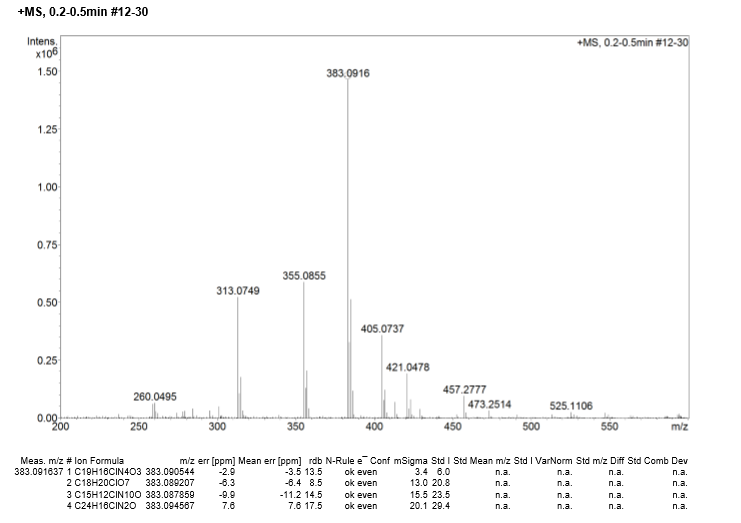 +MS, 0.2-0.5min #12-30
Intens.
x10⁶
+MS, 0.2-0.5min #12-30
1.50
383.0916
1.25
1.00
0.75
355.0855
313.0749
0.50
405.0737
0.25
421.0478
260.0495
457.2777
473.2514
525.1106
0.00
200 250 300 350 400 450 500 550 m/z
Meas. m/z # Ion Formula m/z err [ppm] Mean err [ppm] rdb N-Rule e⁻ Conf mSigma Std I Std Mean m/z Std I VarNorm Std m/z Diff Std Comb Dev
383.091637 1 C19H16ClN4O3 383.090544 -2.9 -3.5 13.5 ok even 3.4 6.0 n.a. n.a. n.a. n.a.
2 C18H20ClO7 383.089207 -6.3 -6.4 8.5 ok even 13.0 20.8 n.a. n.a. n.a. n.a.
3 C15H12ClN10O 383.087859 -9.9 -11.2 14.5 ok even 15.5 23.5 n.a. n.a. n.a. n.a.
4 C24H16ClN2O 383.094567 7.6 7.6 17.5 ok even 20.1 29.4 n.a. n.a. n.a. n.a.